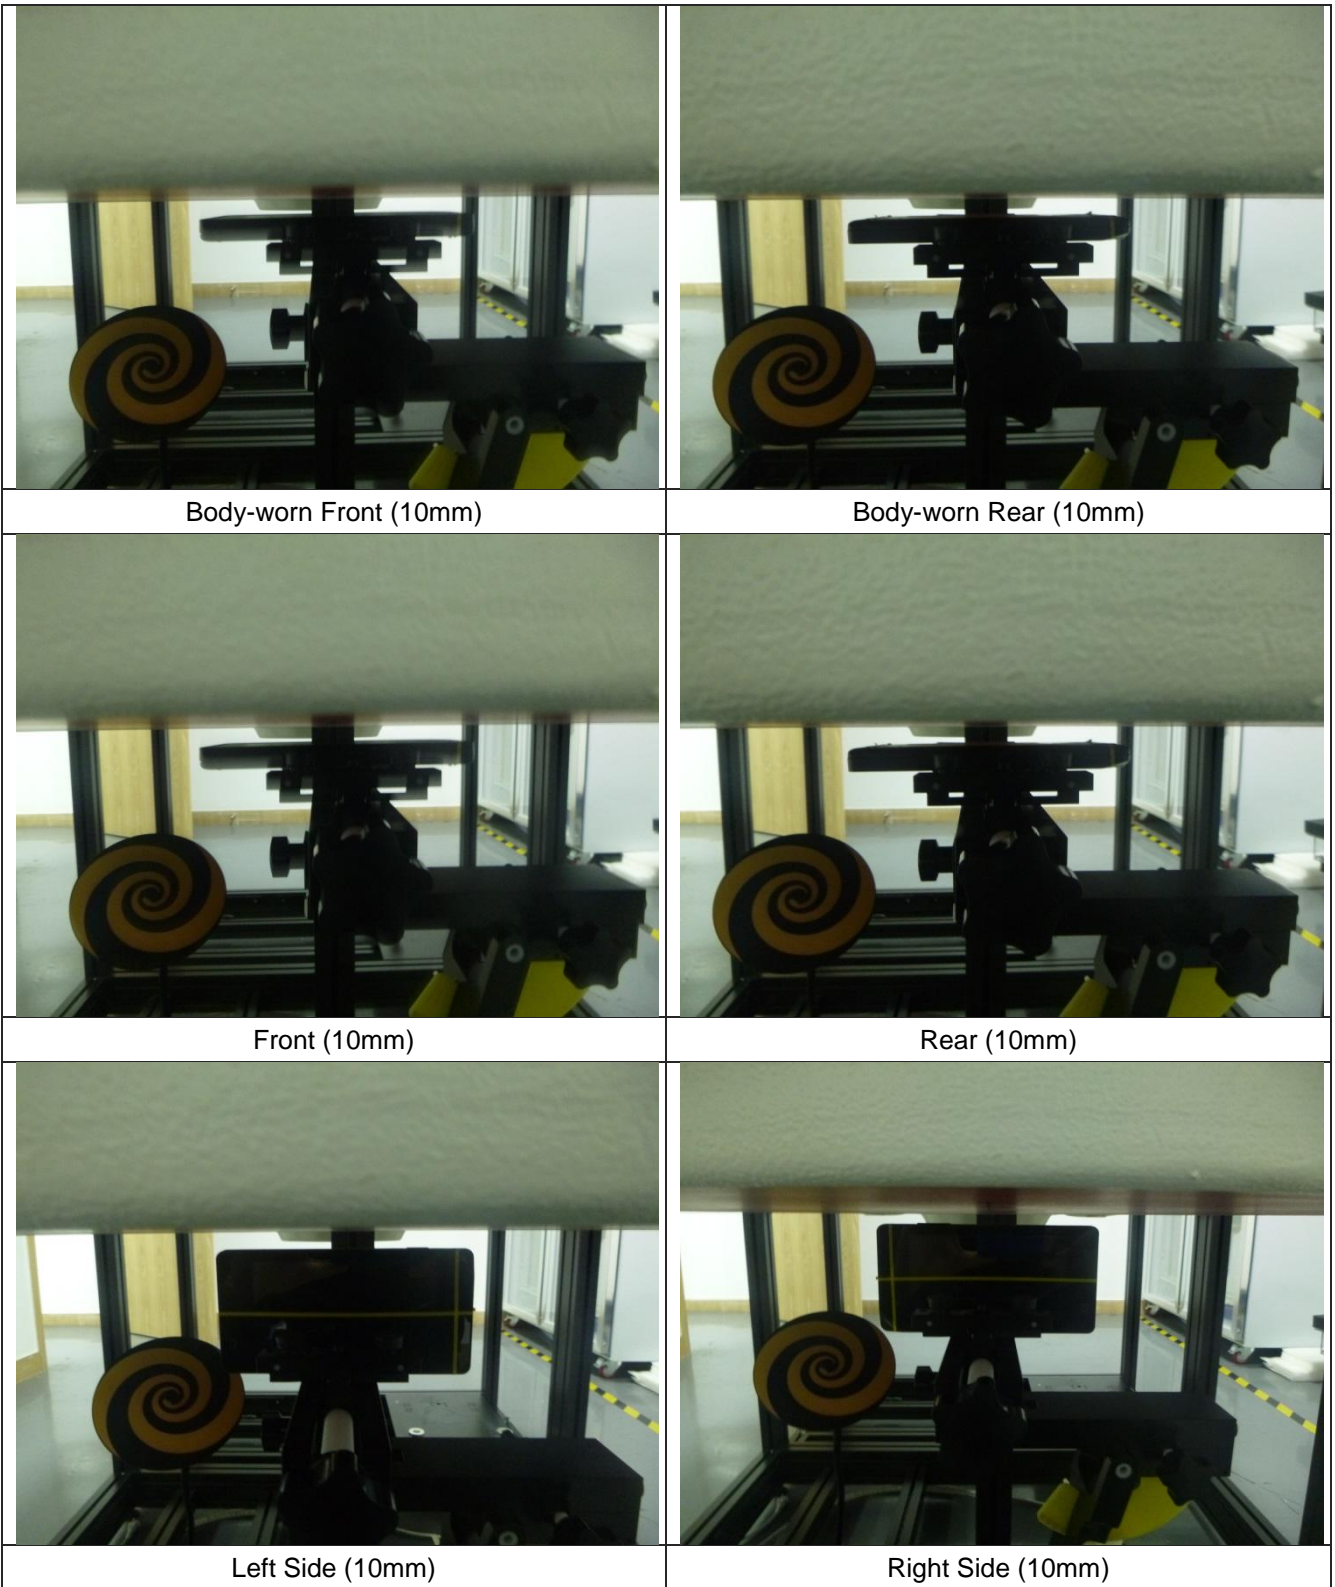 Body-worn Front (10mm)
Body-worn Rear (10mm)
Front (10mm)
Rear (10mm)
Left Side (10mm)
Right Side (10mm)